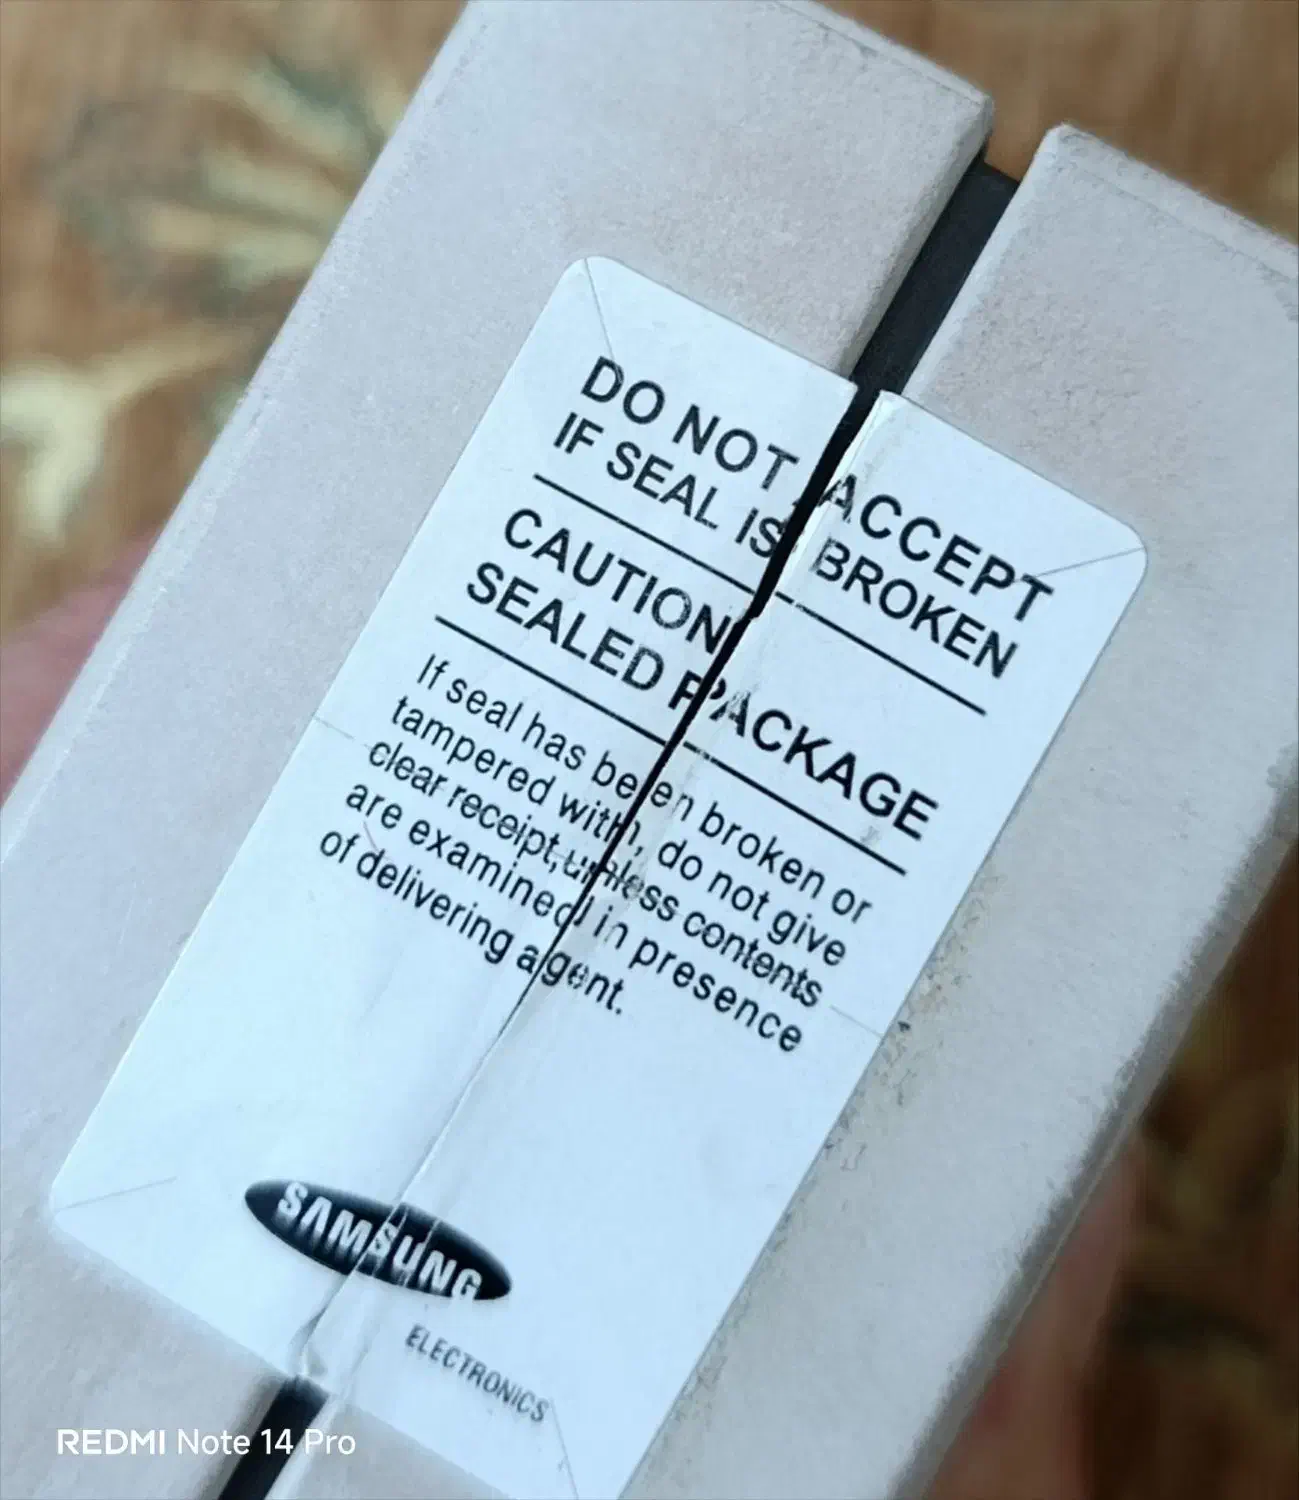 DO NOT ACCEPT
IF SEAL IS BROKEN
CAUTION
SEALED PACKAGE
If seal has been broken or
tampered with, do not give
clear receipt, unless contents
are examined in presence
of delivering agent.
SAMSUNG
ELECTRONICS
REDMI Note 14 Pro